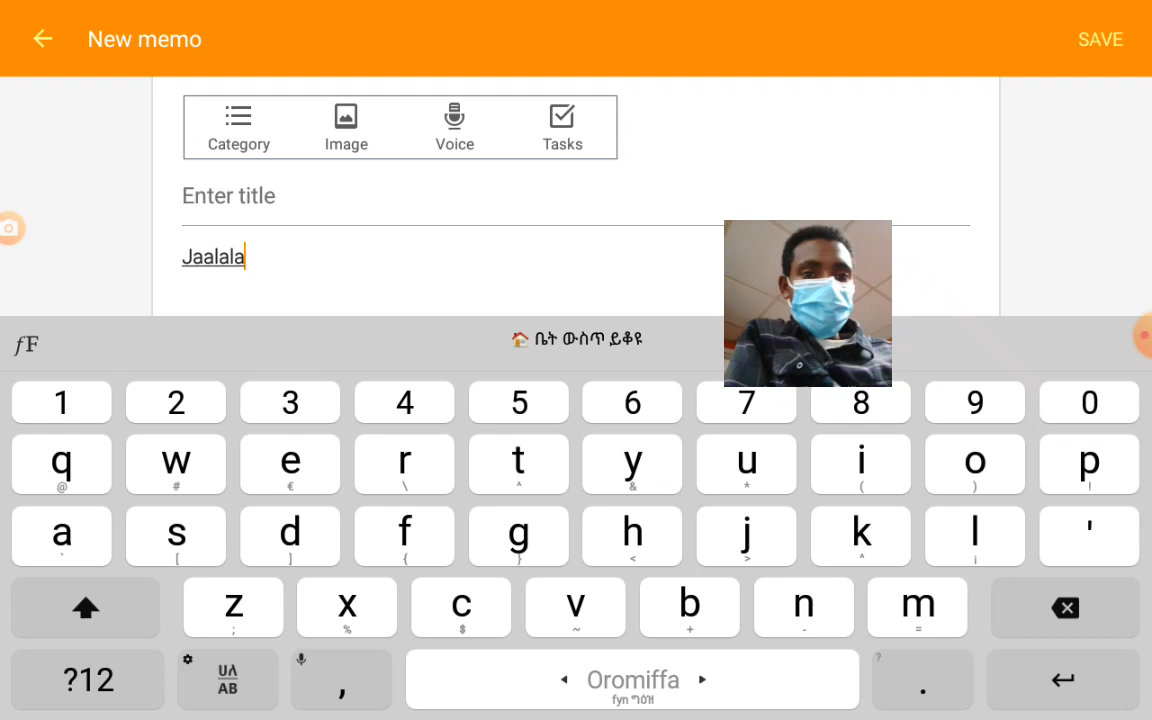 New memo SAVE
Category Image Voice Tasks
Enter title
Jaalala
fF 🏠 ቤት ውስጥ ይቆዩ
1 2 3 4 5 6 7 8 9 0
q w e r t y u i o p
@ # € \ ^ & * ( ) !
a s d f g h j k l '
` [ ] { } < > ^ ¡
z x c v b n m
; % $ ~ + - =
?12 ሀለ AB , Oromiffa ? .
fyn ግዕዝ